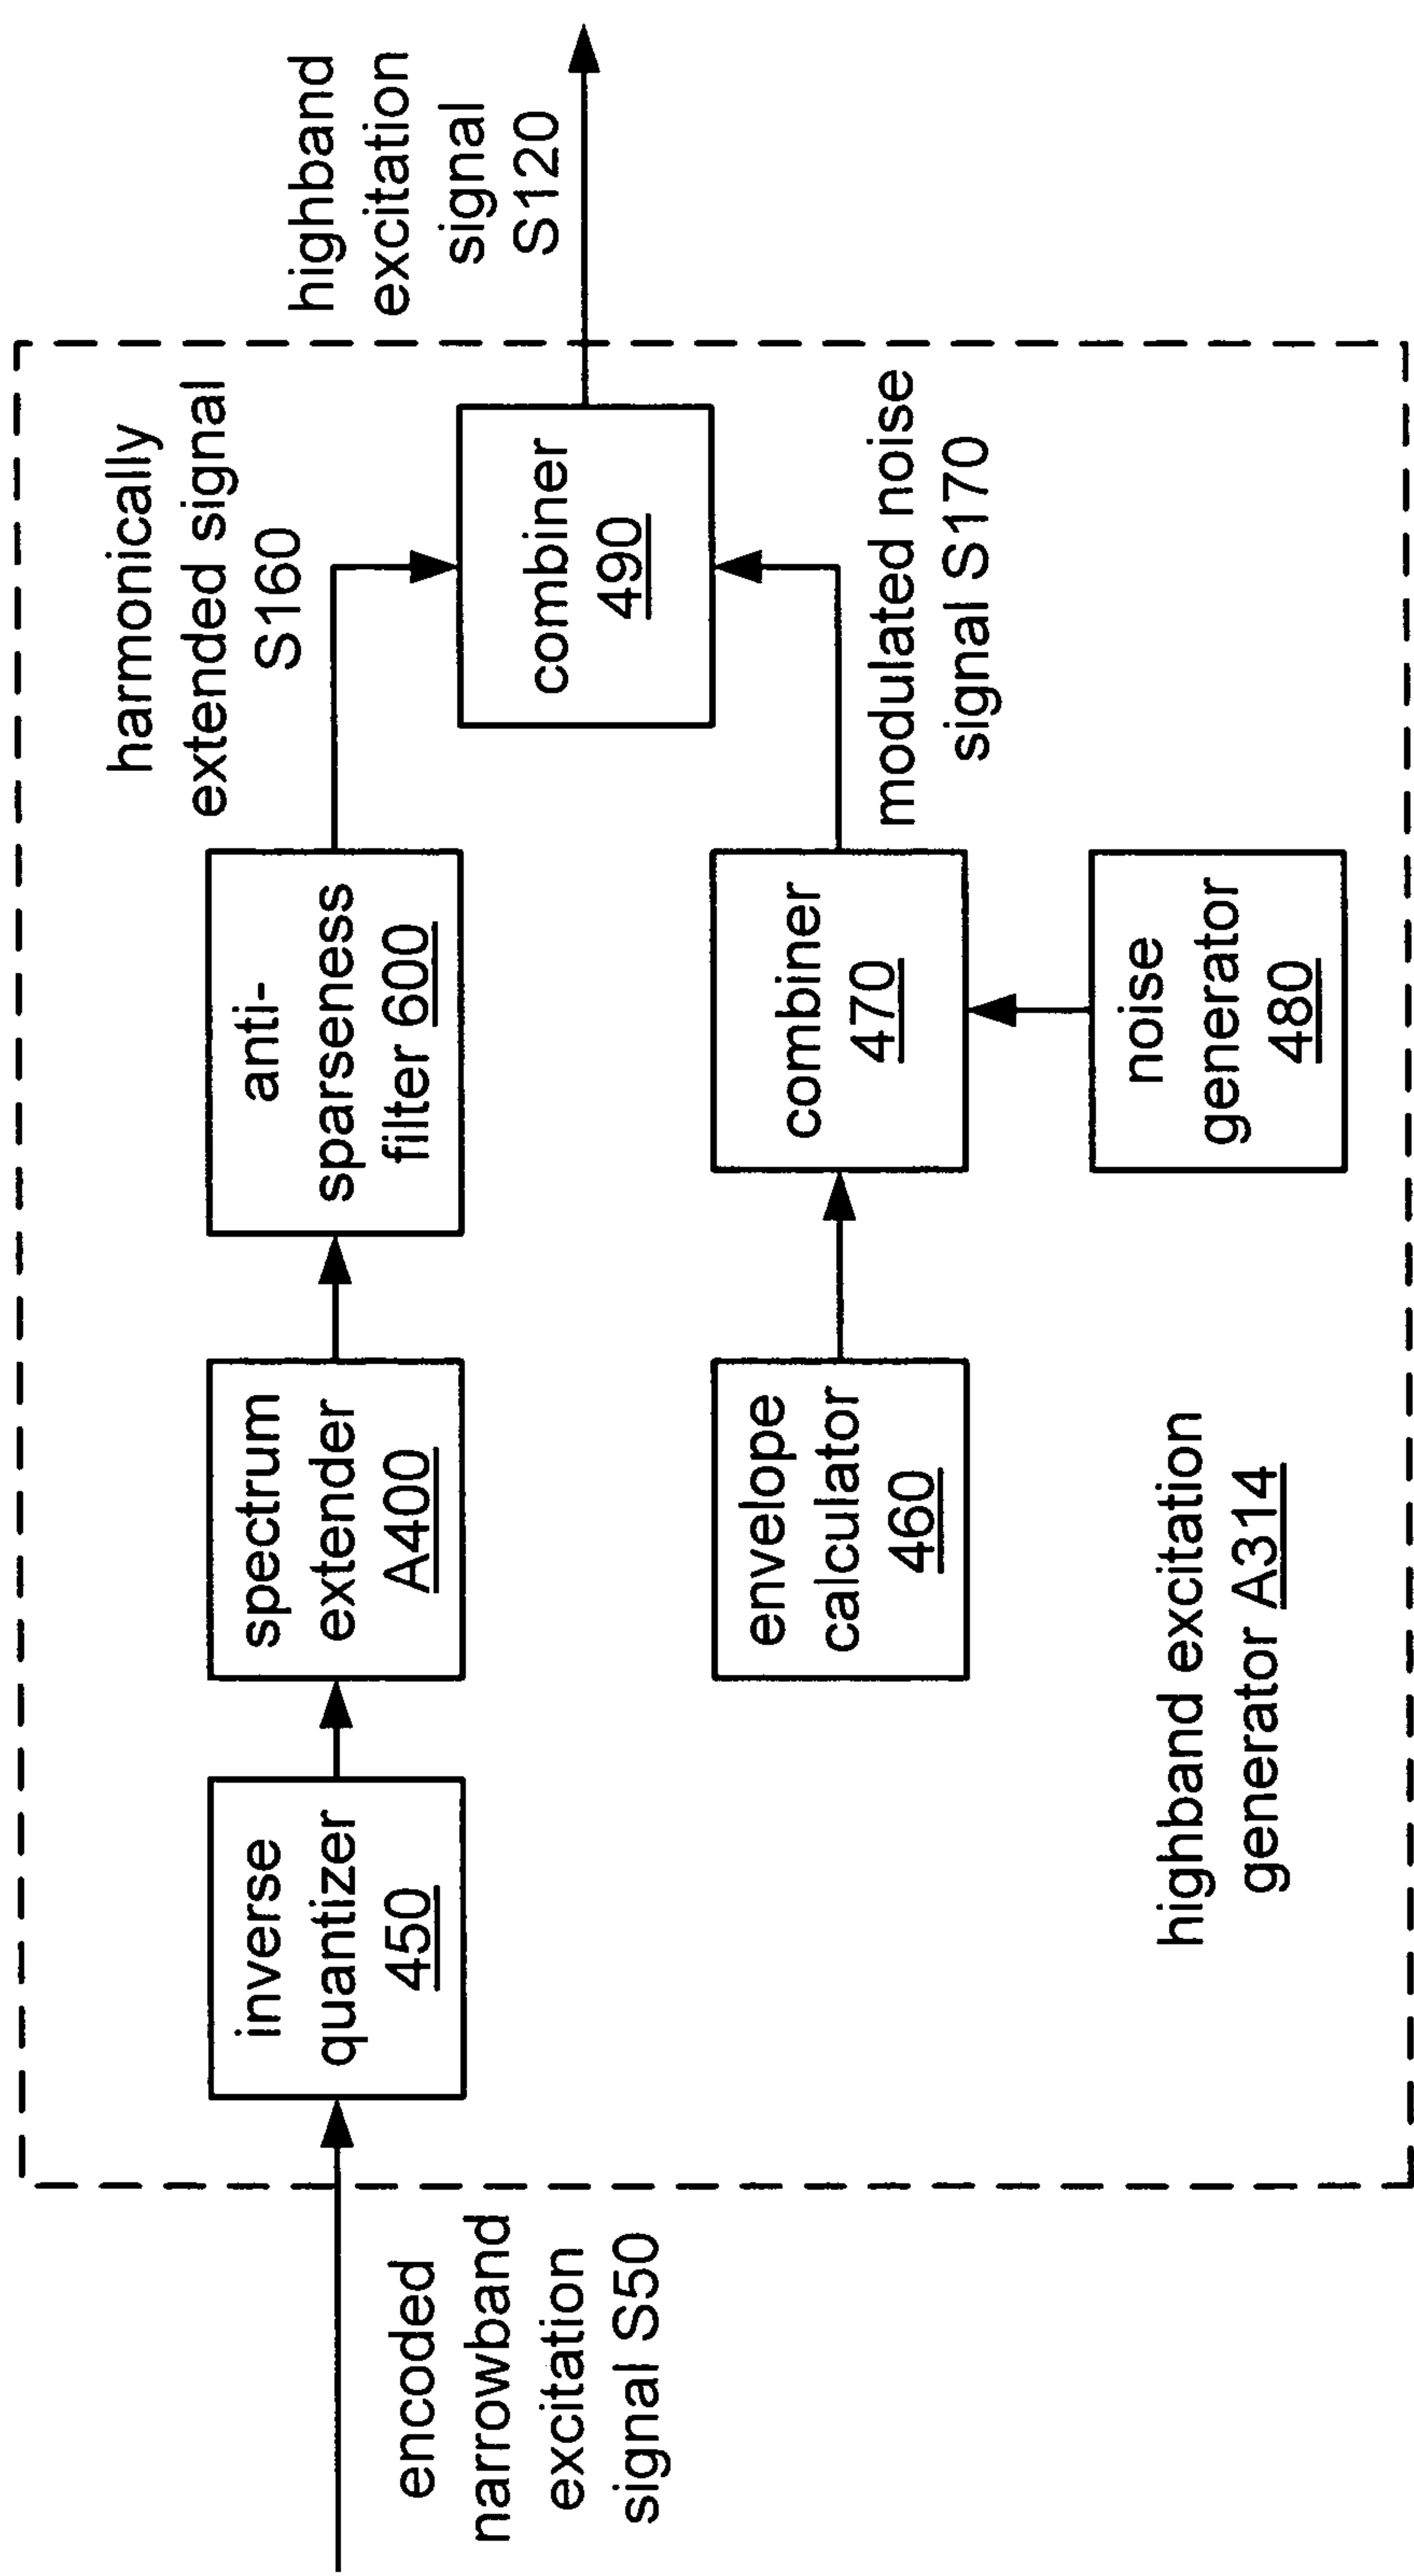 encoded
narrowband
excitation
signal S50
inverse
quantizer
450
spectrum
extender
A400
anti-
sparseness
filter 600
harmonically
extended signal
S160
combiner
490
highband
excitation
signal
S120
envelope
calculator
460
combiner
470
modulated noise
signal S170
noise
generator
480
highband excitation
generator A314